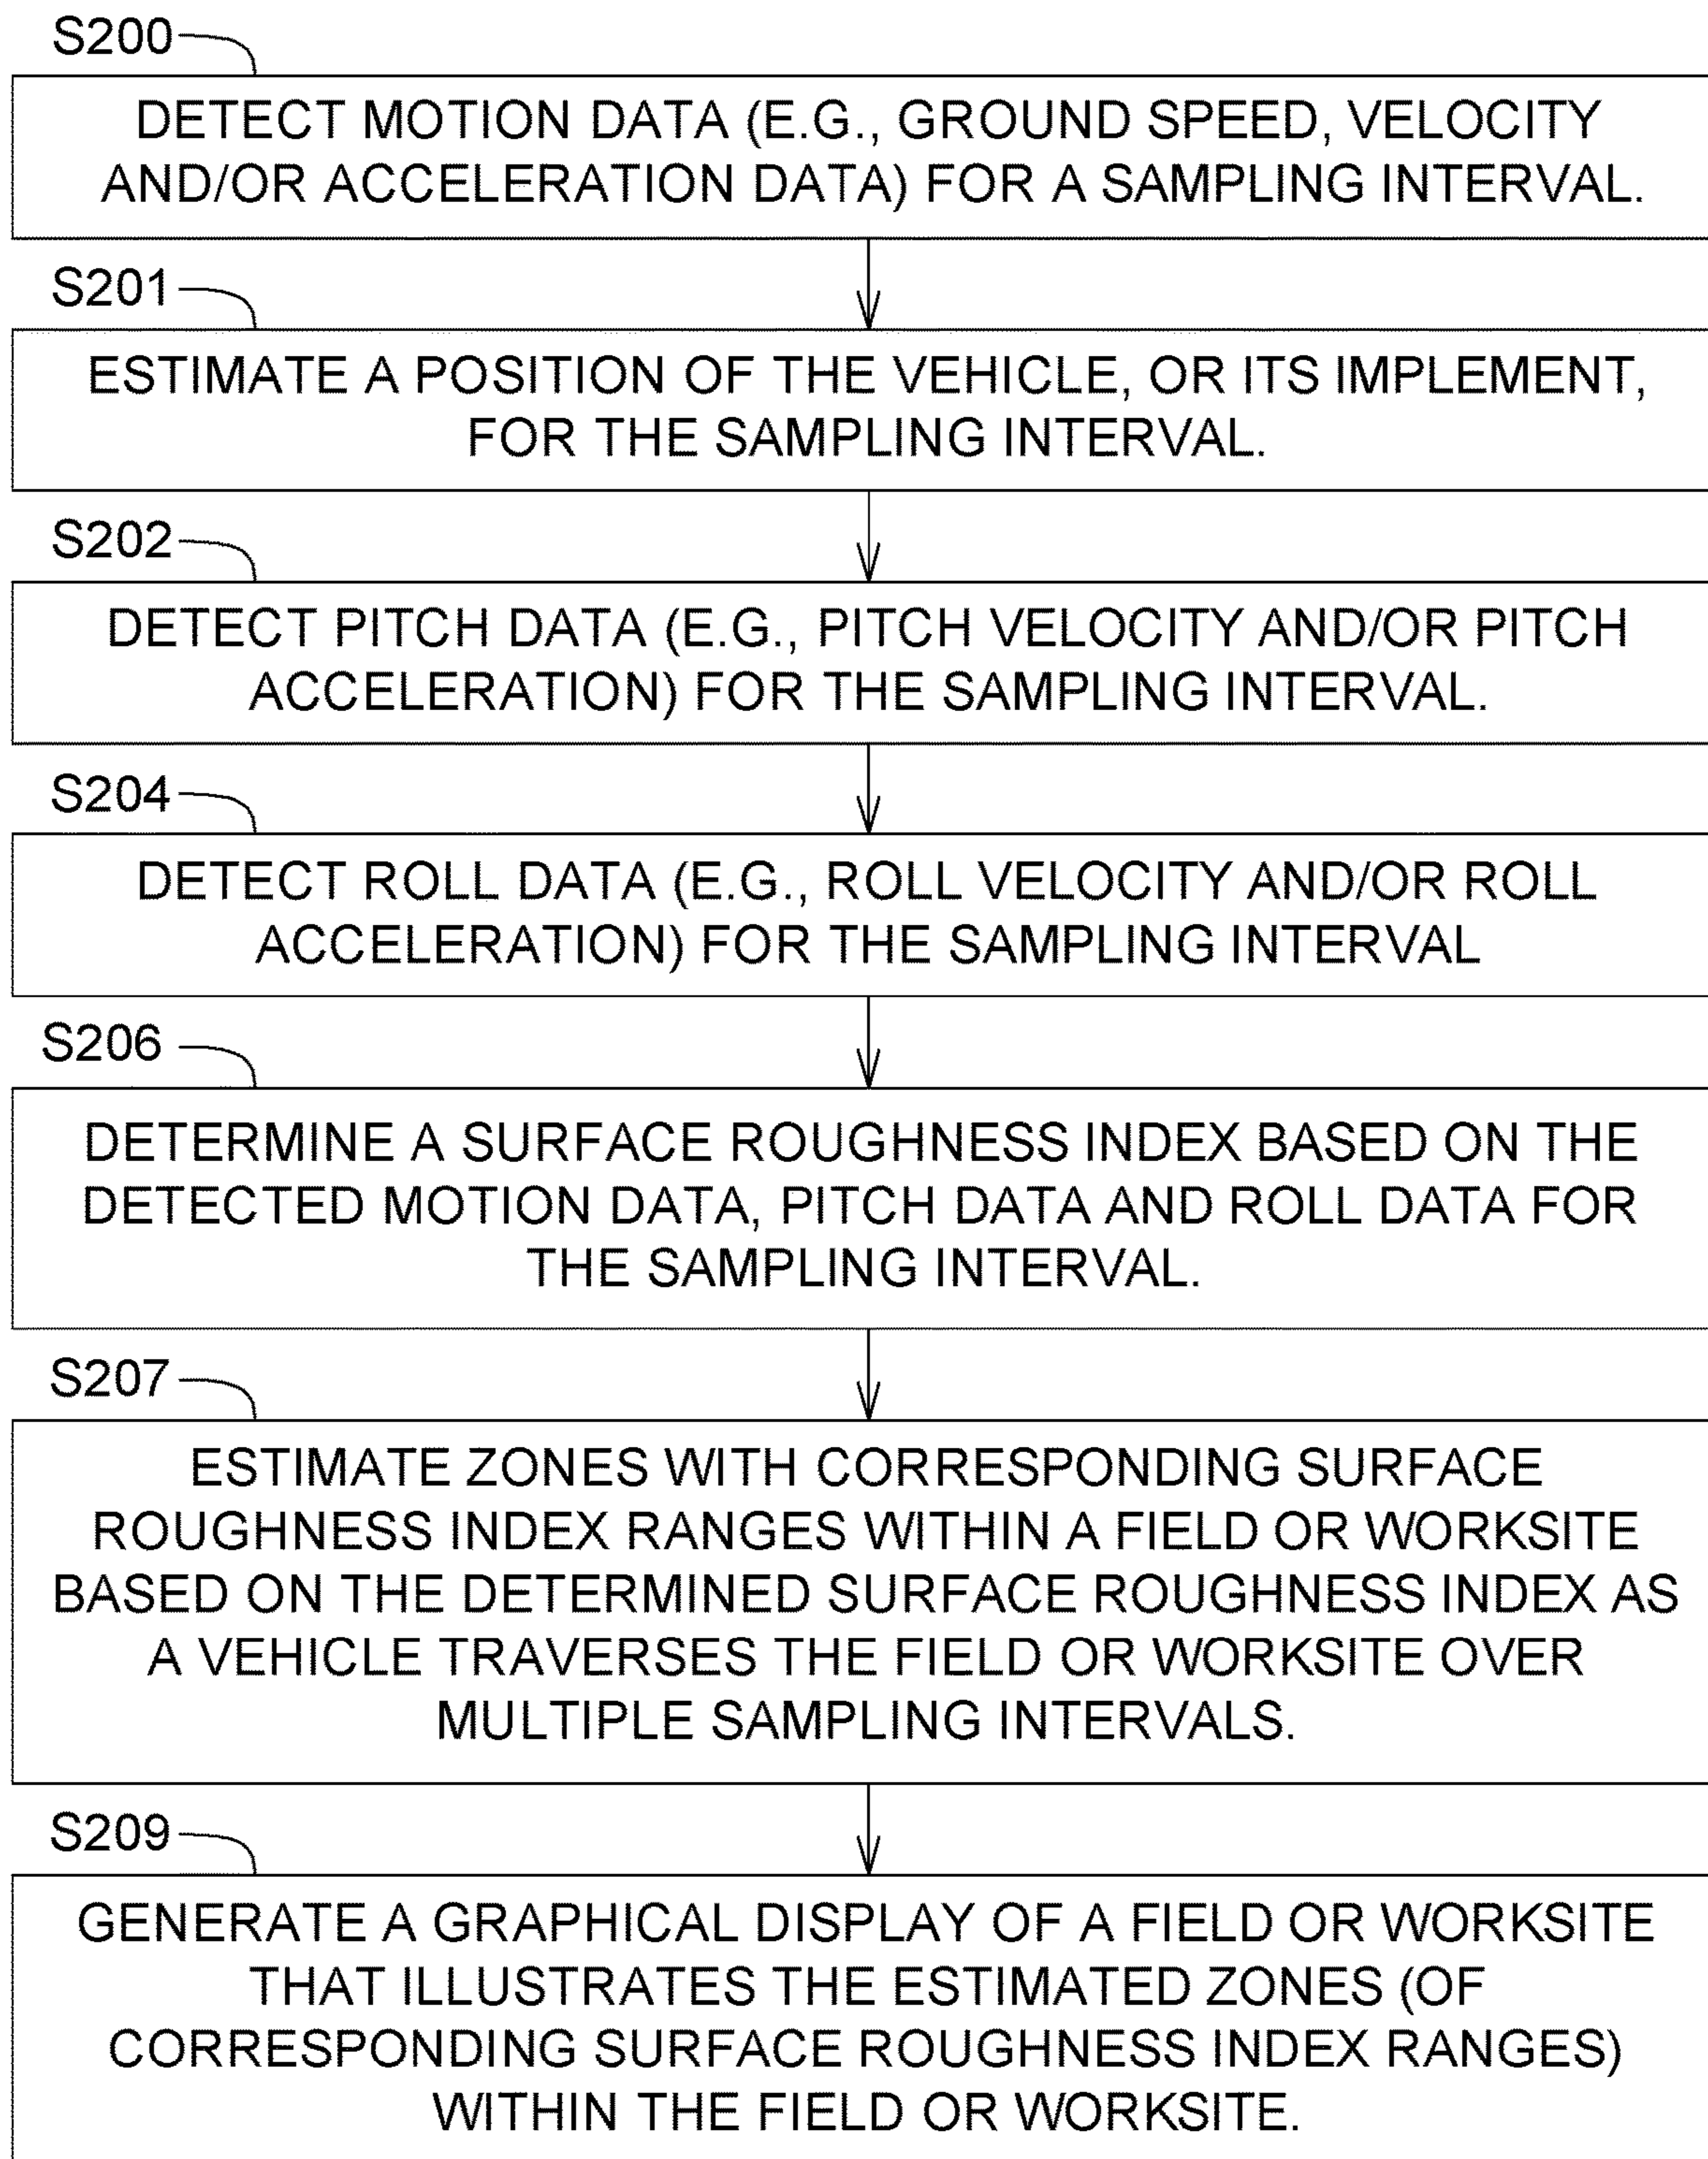 S200
DETECT MOTION DATA (E.G., GROUND SPEED, VELOCITY
AND/OR ACCELERATION DATA) FOR A SAMPLING INTERVAL.
S201
ESTIMATE A POSITION OF THE VEHICLE, OR ITS IMPLEMENT,
FOR THE SAMPLING INTERVAL.
S202
DETECT PITCH DATA (E.G., PITCH VELOCITY AND/OR PITCH
ACCELERATION) FOR THE SAMPLING INTERVAL.
S204
DETECT ROLL DATA (E.G., ROLL VELOCITY AND/OR ROLL
ACCELERATION) FOR THE SAMPLING INTERVAL
S206
DETERMINE A SURFACE ROUGHNESS INDEX BASED ON THE
DETECTED MOTION DATA, PITCH DATA AND ROLL DATA FOR
THE SAMPLING INTERVAL.
S207
ESTIMATE ZONES WITH CORRESPONDING SURFACE
ROUGHNESS INDEX RANGES WITHIN A FIELD OR WORKSITE
BASED ON THE DETERMINED SURFACE ROUGHNESS INDEX AS
A VEHICLE TRAVERSES THE FIELD OR WORKSITE OVER
MULTIPLE SAMPLING INTERVALS.
S209
GENERATE A GRAPHICAL DISPLAY OF A FIELD OR WORKSITE
THAT ILLUSTRATES THE ESTIMATED ZONES (OF
CORRESPONDING SURFACE ROUGHNESS INDEX RANGES)
WITHIN THE FIELD OR WORKSITE.